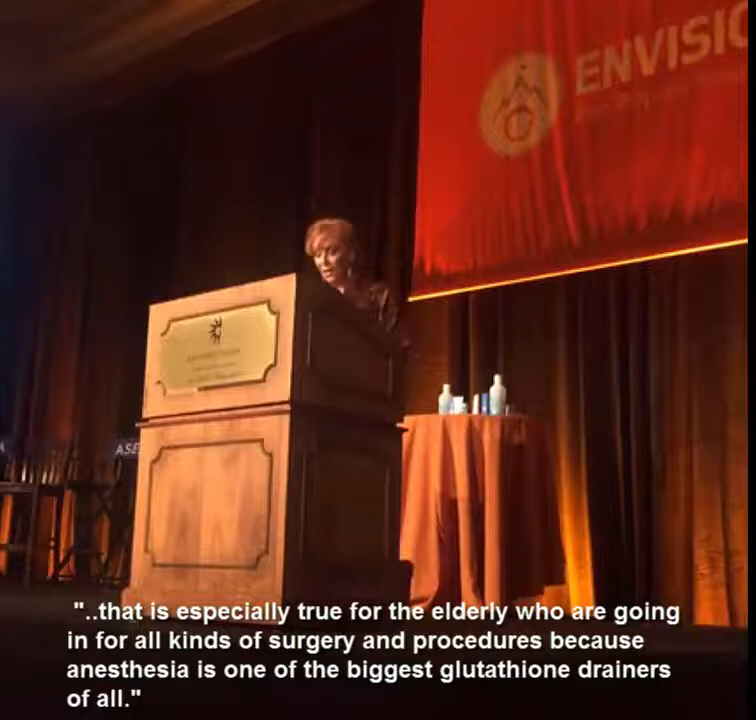 ENVISIO
ASE
"..that is especially true for the elderly who are going
in for all kinds of surgery and procedures because
anesthesia is one of the biggest glutathione drainers
of all."